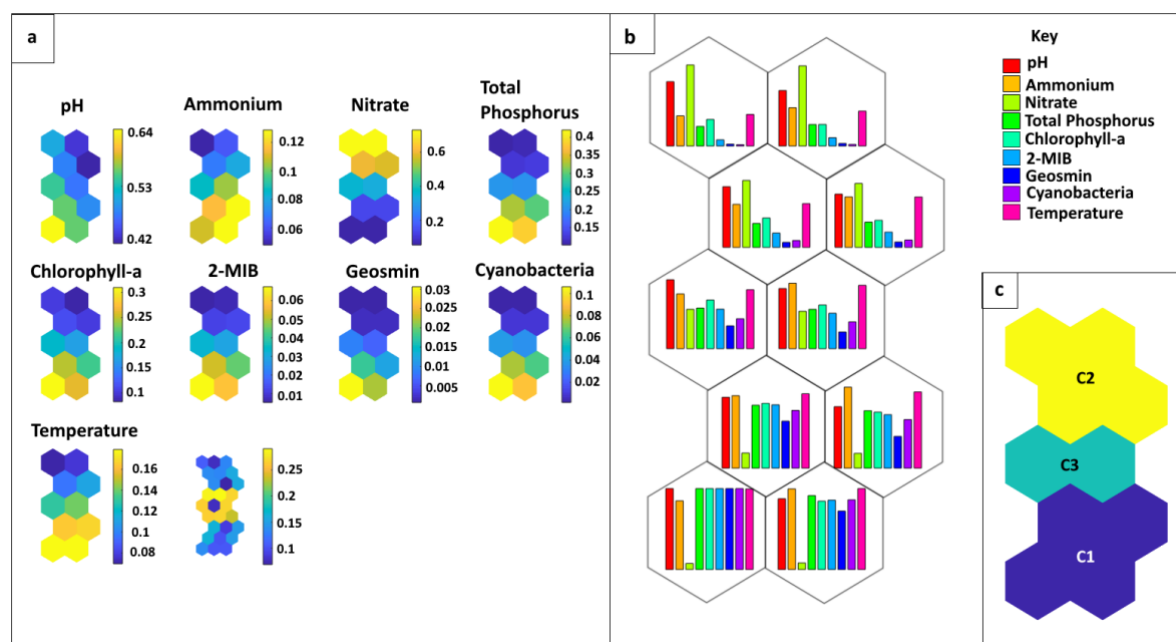 a
pH
0.64
0.53
0.42
Ammonium
0.12
0.1
0.08
0.06
Nitrate
0.6
0.4
0.2
Total
Phosphorus
0.4
0.35
0.3
0.25
0.2
0.15
Chlorophyll-a
0.3
0.25
0.2
0.15
0.1
2-MIB
0.06
0.05
0.04
0.03
0.02
0.01
Geosmin
0.03
0.025
0.02
0.015
0.01
0.005
Cyanobacteria
0.1
0.08
0.06
0.04
0.02
Temperature
0.16
0.14
0.12
0.1
0.08
0.25
0.2
0.15
0.1
b
Key
pH
Ammonium
Nitrate
Total Phosphorus
Chlorophyll-a
2-MIB
Geosmin
Cyanobacteria
Temperature
c
C2
C3
C1